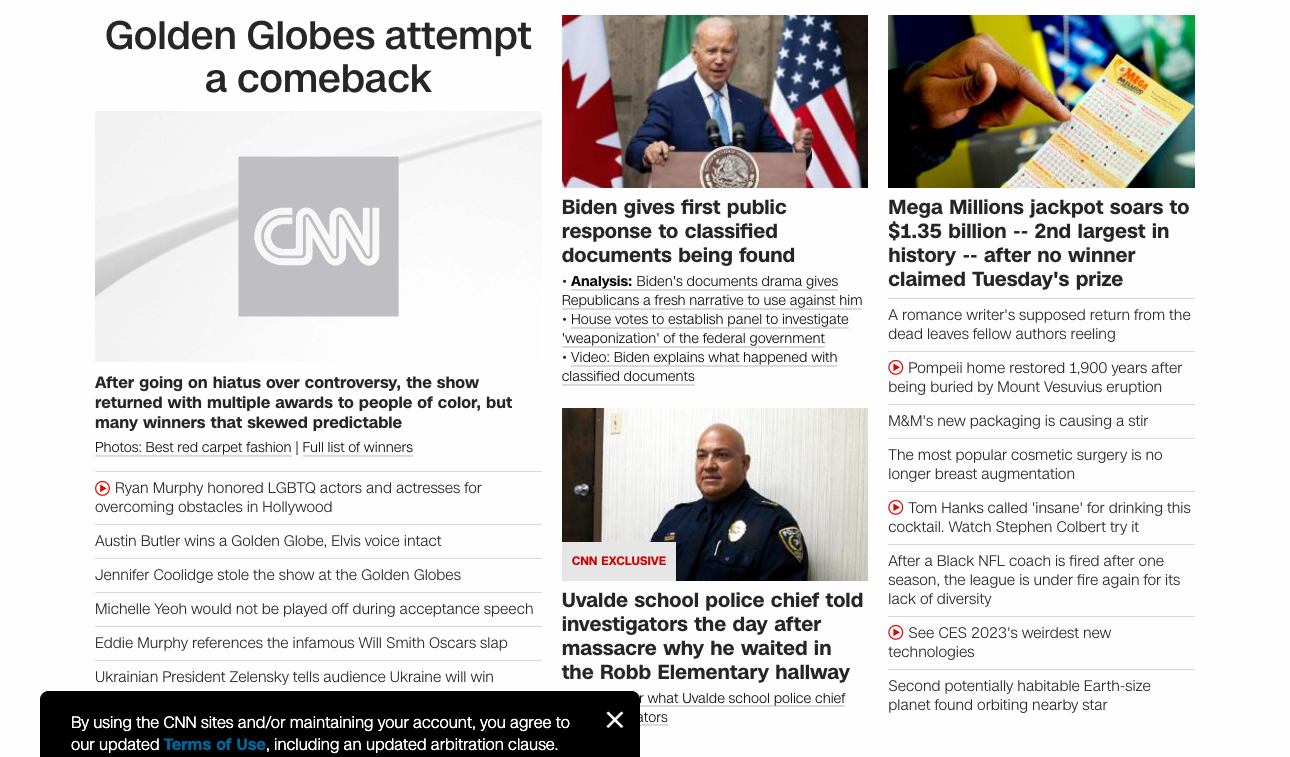 Golden Globes attempt
a comeback
CNN
After going on hiatus over controversy, the show
returned with multiple awards to people of color, but
many winners that skewed predictable
Photos: Best red carpet fashion | Full list of winners
Ryan Murphy honored LGBTQ actors and actresses for
overcoming obstacles in Hollywood
Austin Butler wins a Golden Globe, Elvis voice intact
Jennifer Coolidge stole the show at the Golden Globes
Michelle Yeoh would not be played off during acceptance speech
Eddie Murphy references the infamous Will Smith Oscars slap
Ukrainian President Zelensky tells audience Ukraine will win
Biden gives first public
response to classified
documents being found
• Analysis: Biden's documents drama gives
Republicans a fresh narrative to use against him
• House votes to establish panel to investigate
'weaponization' of the federal government
• Video: Biden explains what happened with
classified documents
CNN EXCLUSIVE
Uvalde school police chief told
investigators the day after
massacre why he waited in
the Robb Elementary hallway
what Uvalde school police chief
MEGA
MILLIONS
Mega Millions jackpot soars to
$1.35 billion -- 2nd largest in
history -- after no winner
claimed Tuesday's prize
A romance writer's supposed return from the
dead leaves fellow authors reeling
Pompeii home restored 1,900 years after
being buried by Mount Vesuvius eruption
M&M's new packaging is causing a stir
The most popular cosmetic surgery is no
longer breast augmentation
Tom Hanks called 'insane' for drinking this
cocktail. Watch Stephen Colbert try it
After a Black NFL coach is fired after one
season, the league is under fire again for its
lack of diversity
See CES 2023's weirdest new
technologies
Second potentially habitable Earth-size
planet found orbiting nearby star
By using the CNN sites and/or maintaining your account, you agree to
our updated Terms of Use, including an updated arbitration clause.